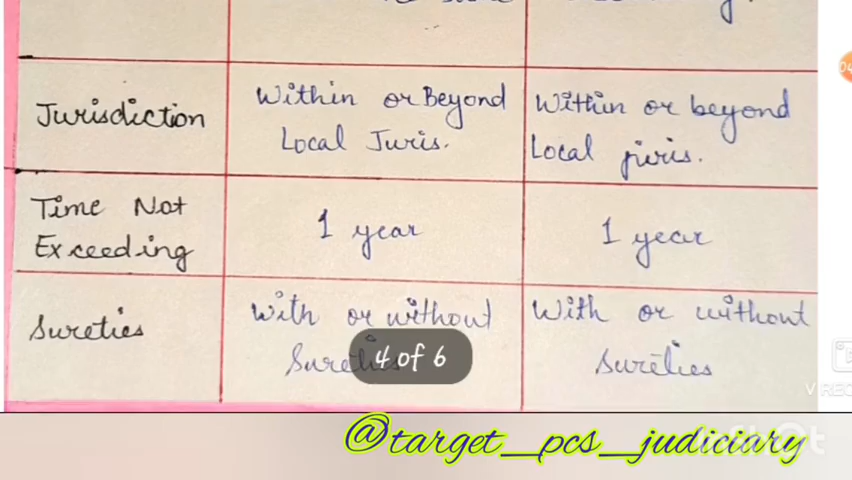 Jurisdiction
Within or Beyond
Local Juris.
Within or beyond
Local juris.
Time Not
Exceeding
1 year
1 year
Sureties
With or without
Sureties
With or without
Sureties
4 of 6
@target_pcs_judiciary